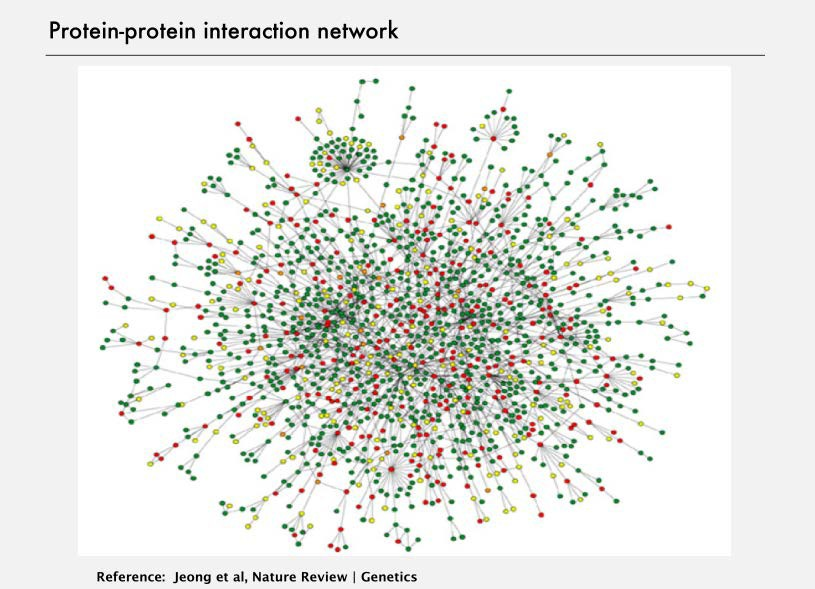 Protein-protein interaction network
Reference: Jeong et al, Nature Review | Genetics